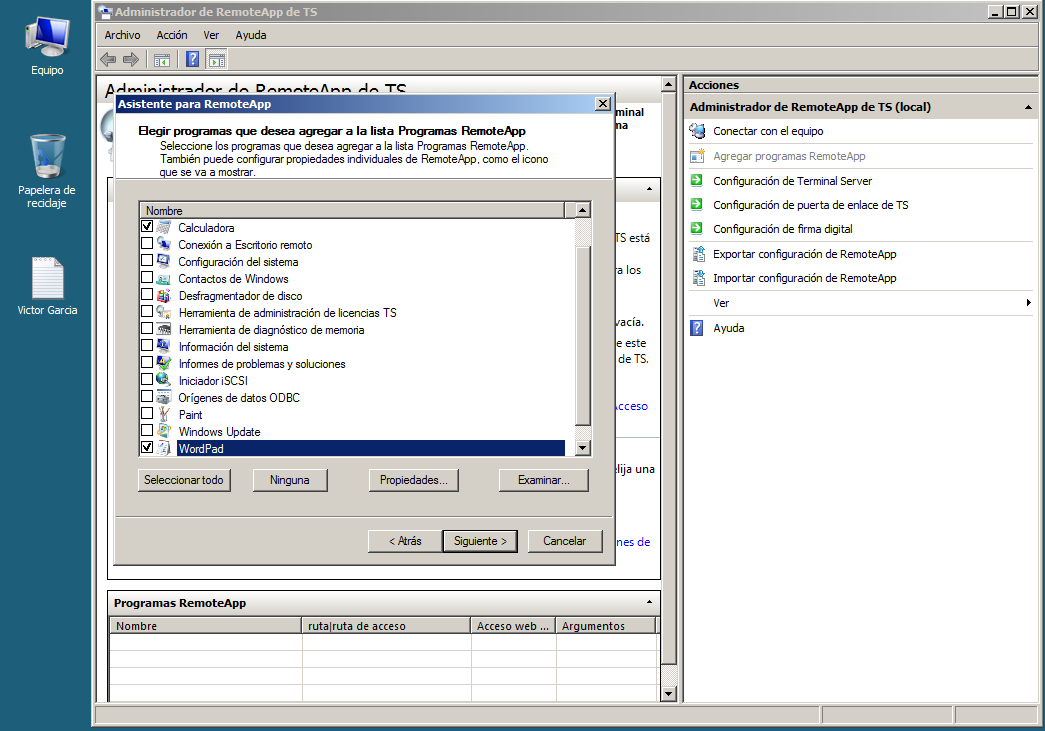 Equipo
Papelera de
reciclaje
Victor Garcia
Administrador de RemoteApp de TS
Archivo Acción Ver Ayuda
Administrador de RemoteApp de TS
Asistente para RemoteApp
Elegir programas que desea agregar a la lista Programas RemoteApp
Seleccione los programas que desea agregar a la lista Programas RemoteApp.
También puede configurar propiedades individuales de RemoteApp, como el icono
que se va a mostrar.
Nombre
Calculadora
Conexión a Escritorio remoto
Configuración del sistema
Contactos de Windows
Desfragmentador de disco
Herramienta de administración de licencias TS
Herramienta de diagnóstico de memoria
Información del sistema
Informes de problemas y soluciones
Iniciador iSCSI
Orígenes de datos ODBC
Paint
Windows Update
WordPad
Seleccionar todo Ninguna Propiedades... Examinar...
< Atrás Siguiente > Cancelar
TS está
a los
vacía.
e este
de TS.
Acceso
elija una
nes de
Programas RemoteApp
Nombre ruta|ruta de acceso Acceso web ... Argumentos
Acciones
Administrador de RemoteApp de TS (local)
Conectar con el equipo
Agregar programas RemoteApp
Configuración de Terminal Server
Configuración de puerta de enlace de TS
Configuración de firma digital
Exportar configuración de RemoteApp
Importar configuración de RemoteApp
Ver
Ayuda